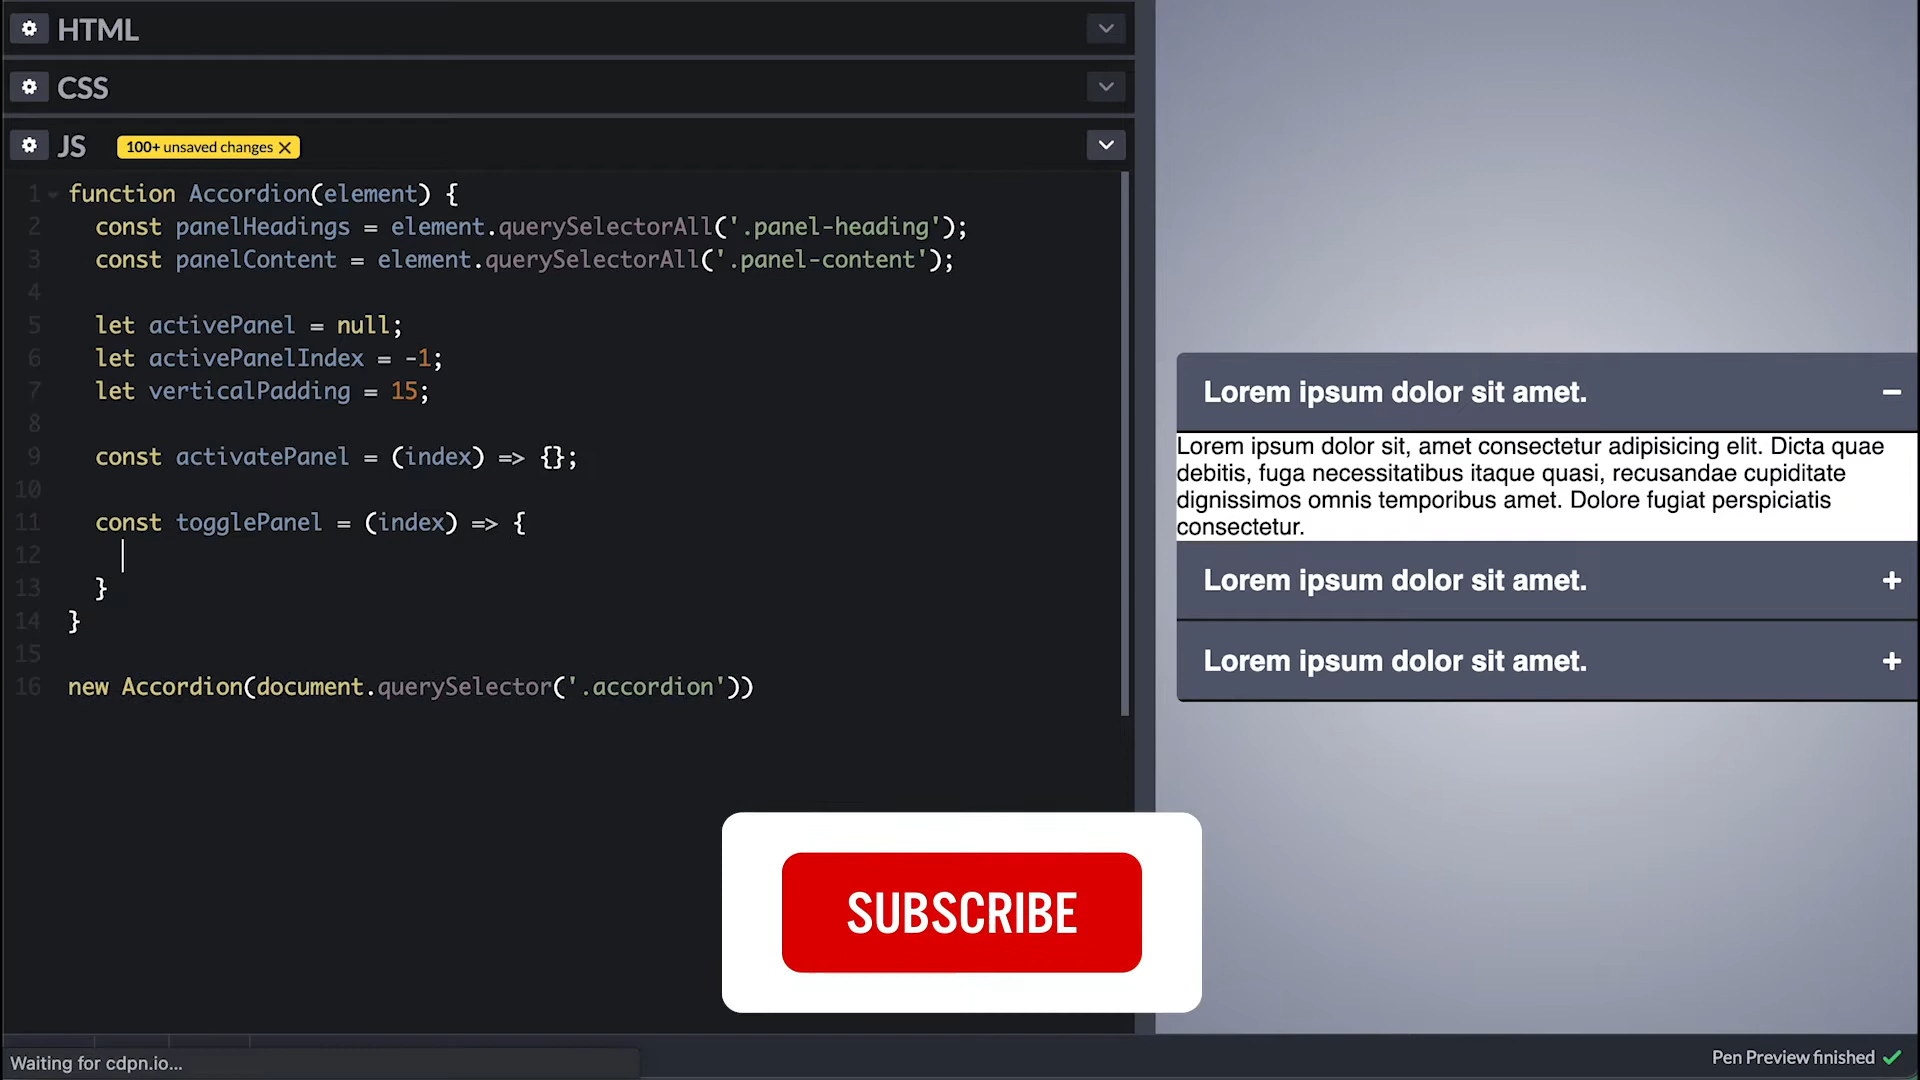 HTML
CSS
JS 100+ unsaved changes
1 function Accordion(element) {
2 const panelHeadings = element.querySelectorAll('.panel-heading');
3 const panelContent = element.querySelectorAll('.panel-content');
4
5 let activePanel = null;
6 let activePanelIndex = -1;
7 let verticalPadding = 15;
8
9 const activatePanel = (index) => {};
10
11 const togglePanel = (index) => {
12
13 }
14 }
15
16 new Accordion(document.querySelector('.accordion'))
Lorem ipsum dolor sit amet.
Lorem ipsum dolor sit, amet consectetur adipisicing elit. Dicta quae
debitis, fuga necessitatibus itaque quasi, recusandae cupiditate
dignissimos omnis temporibus amet. Dolore fugiat perspiciatis
consectetur.
Lorem ipsum dolor sit amet.
Lorem ipsum dolor sit amet.
SUBSCRIBE
Waiting for cdpn.io...
Pen Preview finished